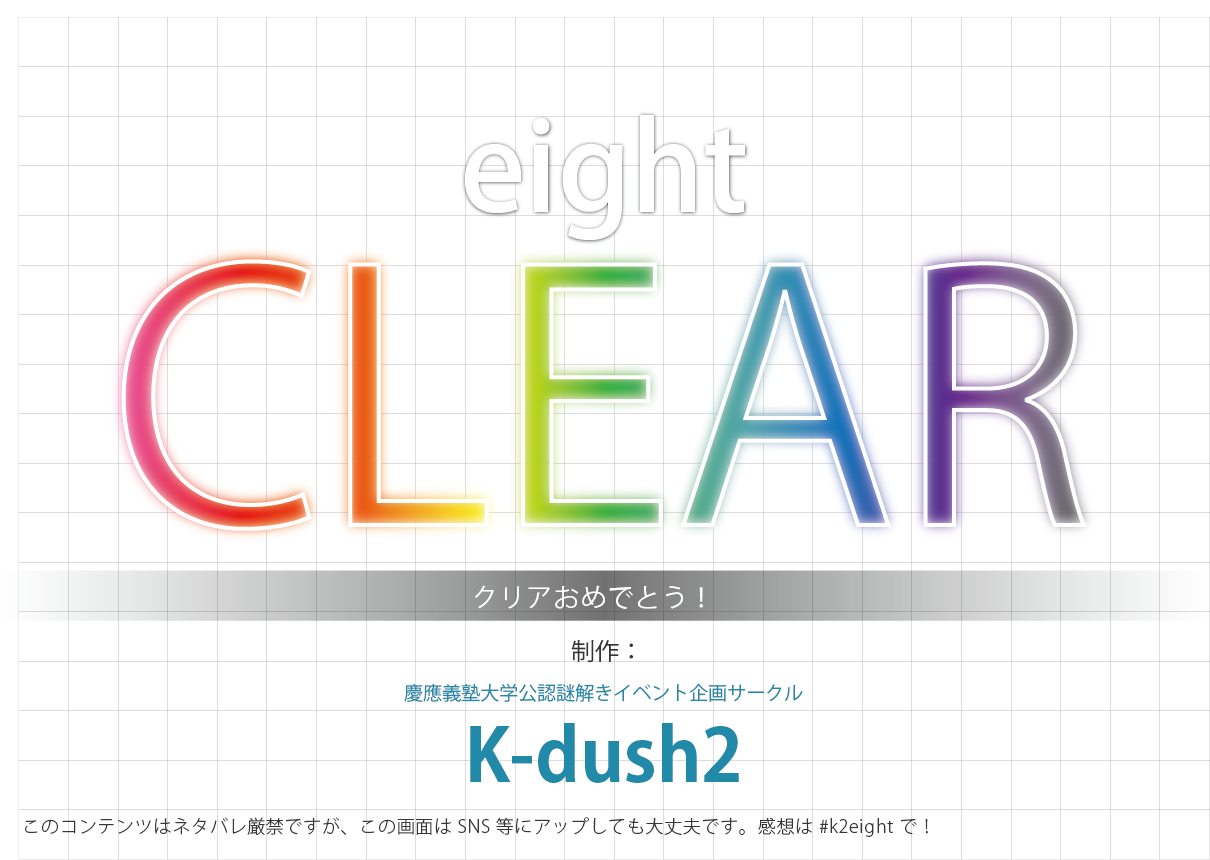 eight
CLEAR
クリアおめでとう！
制作：
慶應義塾大学公認謎解きイベント企画サークル
K-dush2
このコンテンツはネタバレ厳禁ですが、この画面は SNS 等にアップしても大丈夫です。感想は #k2eight で！